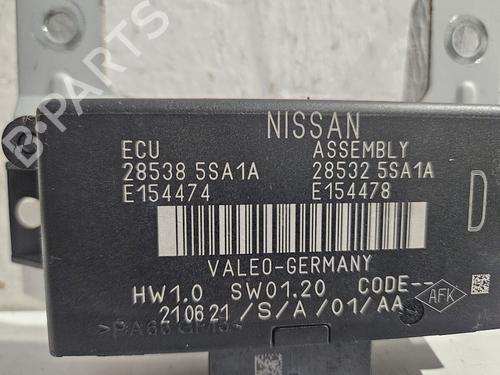 B-PARTS
NISSAN
ECU ASSEMBLY
28538 5SA1A 28532 5SA1A
E154474 E154478
D
VALEO-GERMANY
HW1.0 SW01.20 CODE--
210621/S/A/01/AA AFK
>PA66GF15<